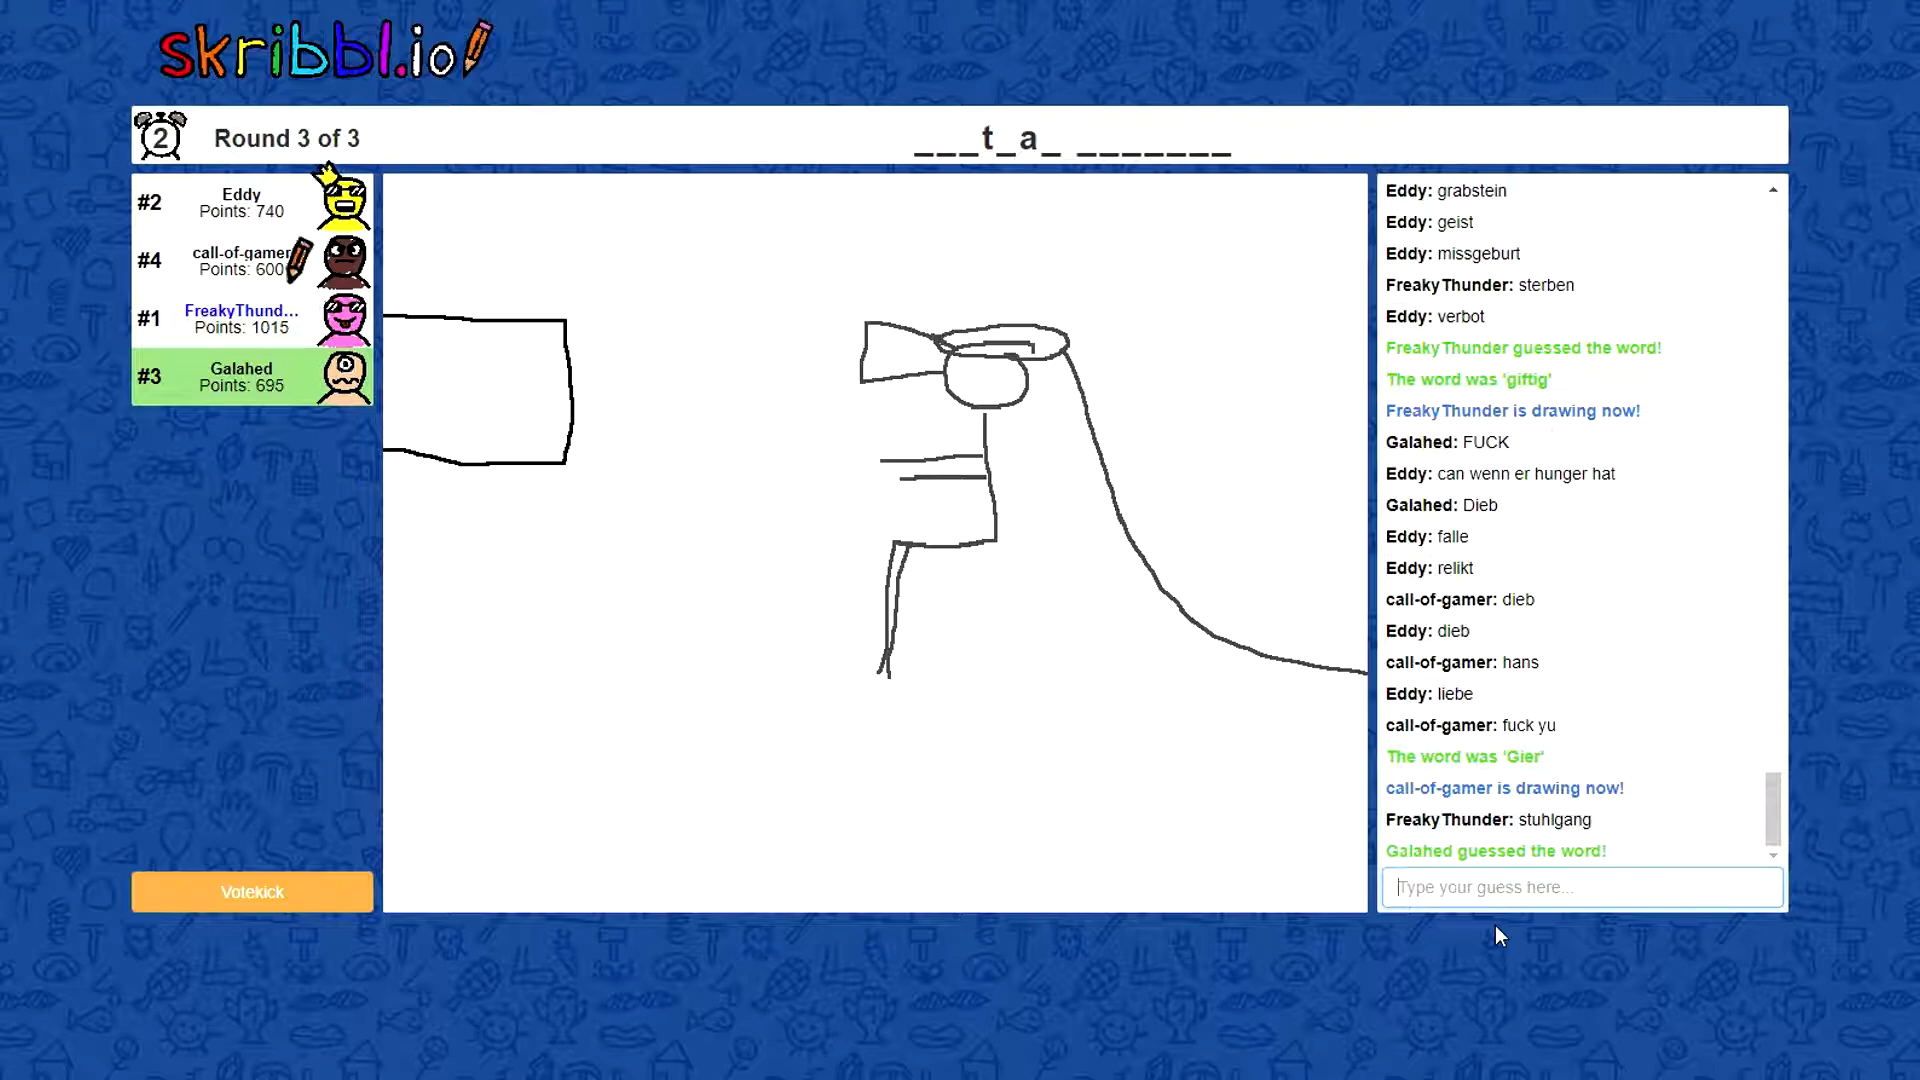 skribbl.io
2
Round 3 of 3
___t_a_ _______
#2
Eddy
Points: 740
#4
call-of-gamer
Points: 600
#1
FreakyThund...
Points: 1015
#3
Galahed
Points: 695
Votekick
Eddy: grabstein
Eddy: geist
Eddy: missgeburt
FreakyThunder: sterben
Eddy: verbot
FreakyThunder guessed the word!
The word was 'giftig'
FreakyThunder is drawing now!
Galahed: FUCK
Eddy: can wenn er hunger hat
Galahed: Dieb
Eddy: falle
Eddy: relikt
call-of-gamer: dieb
Eddy: dieb
call-of-gamer: hans
Eddy: liebe
call-of-gamer: fuck yu
The word was 'Gier'
call-of-gamer is drawing now!
FreakyThunder: stuhlgang
Galahed guessed the word!
Type your guess here...